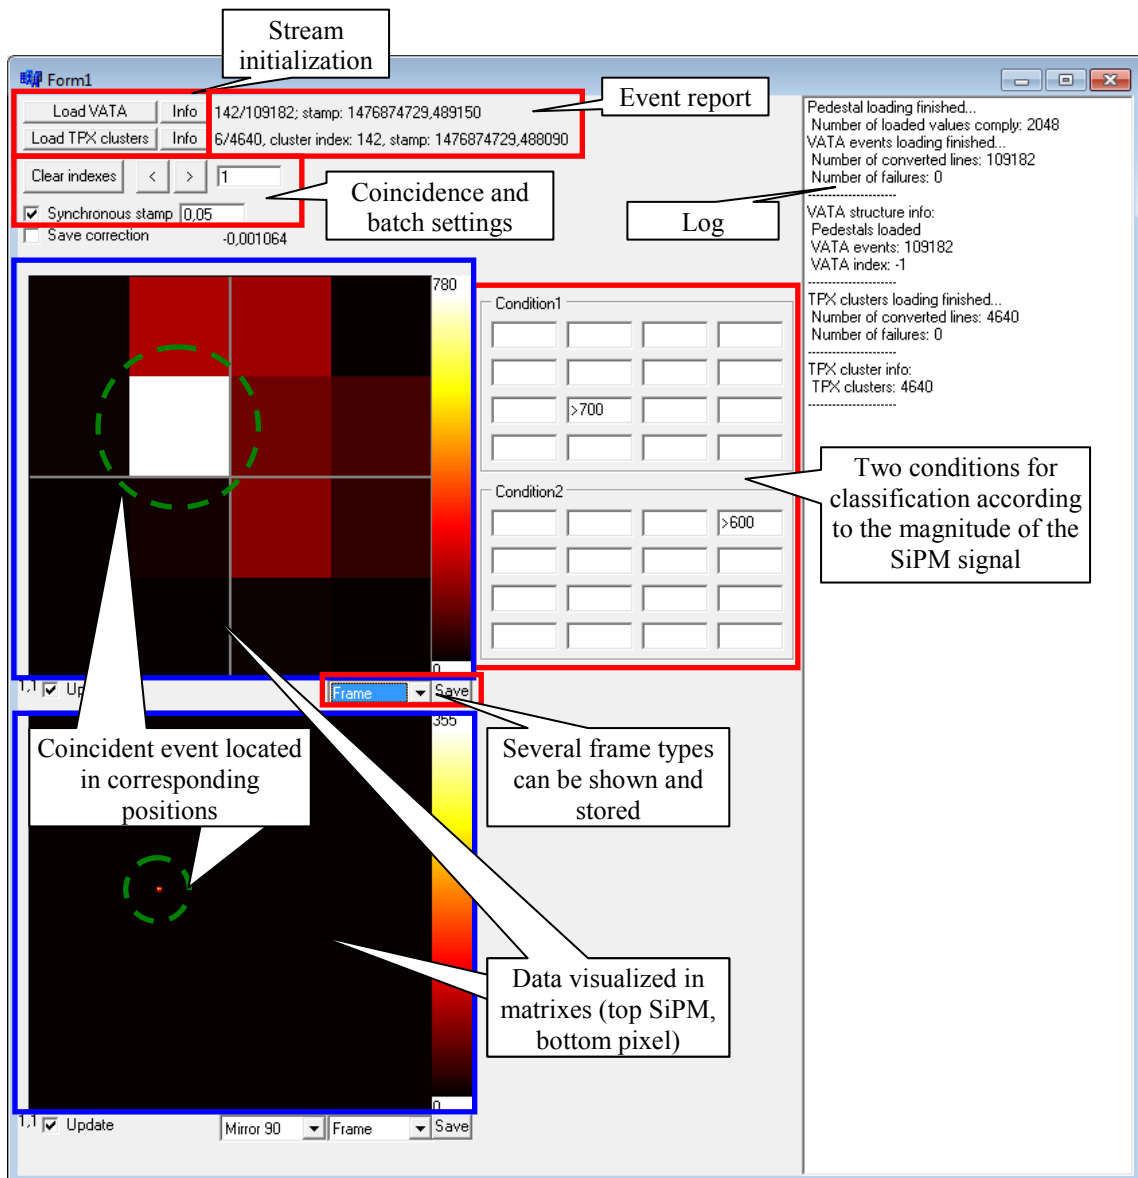 Stream
initialization
Form1
Load VATA Info 142/109182; stamp: 1476874729,489150
Event report
Load TPX clusters Info 6/4640, cluster index: 142, stamp: 1476874729,488090
Clear indexes < > 1
Coincidence and
batch settings
Synchronous stamp 0,05
Save correction -0,001064
Log
Pedestal loading finished...
Number of loaded values comply: 2048
VATA events loading finished...
Number of converted lines: 109182
Number of failures: 0
---------------------
VATA structure info:
Pedestals loaded
VATA events: 109182
VATA index: -1
---------------------
TPX clusters loading finished...
Number of converted lines: 4640
Number of failures: 0
---------------------
TPX cluster info:
TPX clusters: 4640
---------------------
780
0
Condition1
>700
Condition2
>600
Two conditions for
classification according
to the magnitude of the
SiPM signal
1,1 Frame Save
355
0
Coincident event located
in corresponding
positions
Several frame types
can be shown and
stored
Data visualized in
matrixes (top SiPM,
bottom pixel)
1,1 Update Mirror 90 Frame Save